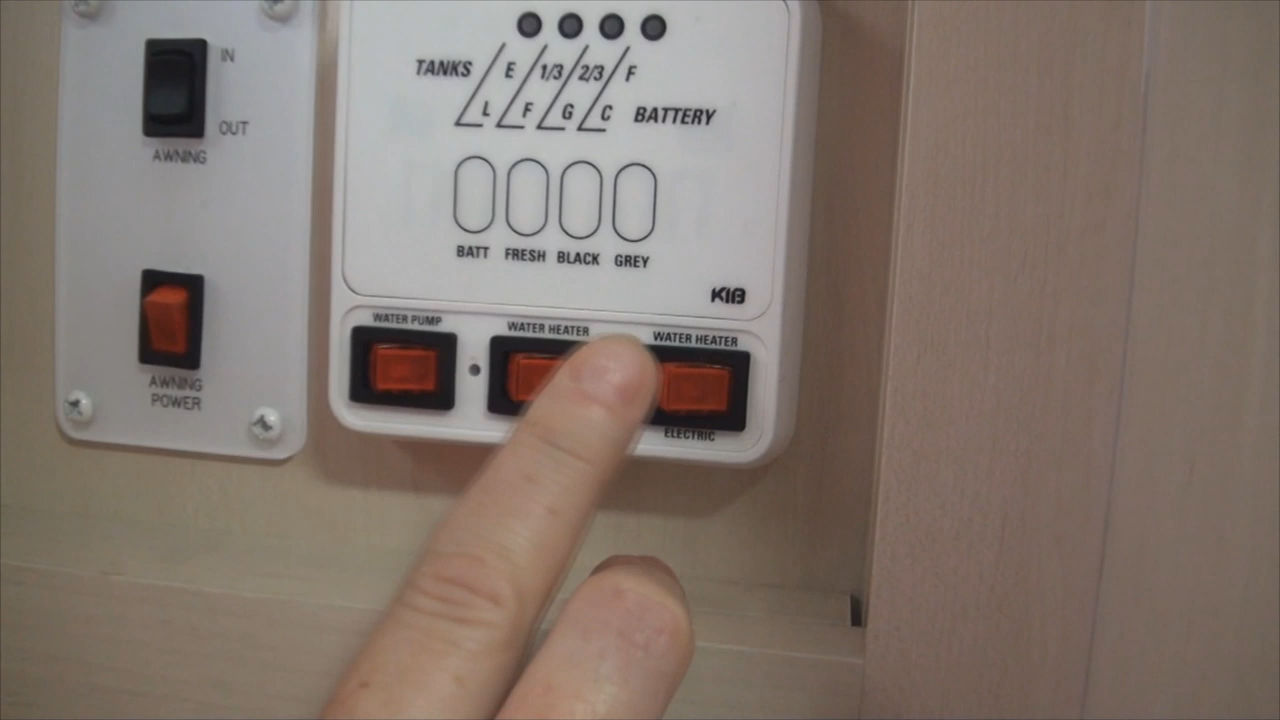 IN
OUT
AWNING
AWNING
POWER
TANKS E 1/3 2/3 F
L F G C BATTERY
BATT FRESH BLACK GREY
KIB
WATER PUMP WATER HEATER WATER HEATER
ELECTRIC